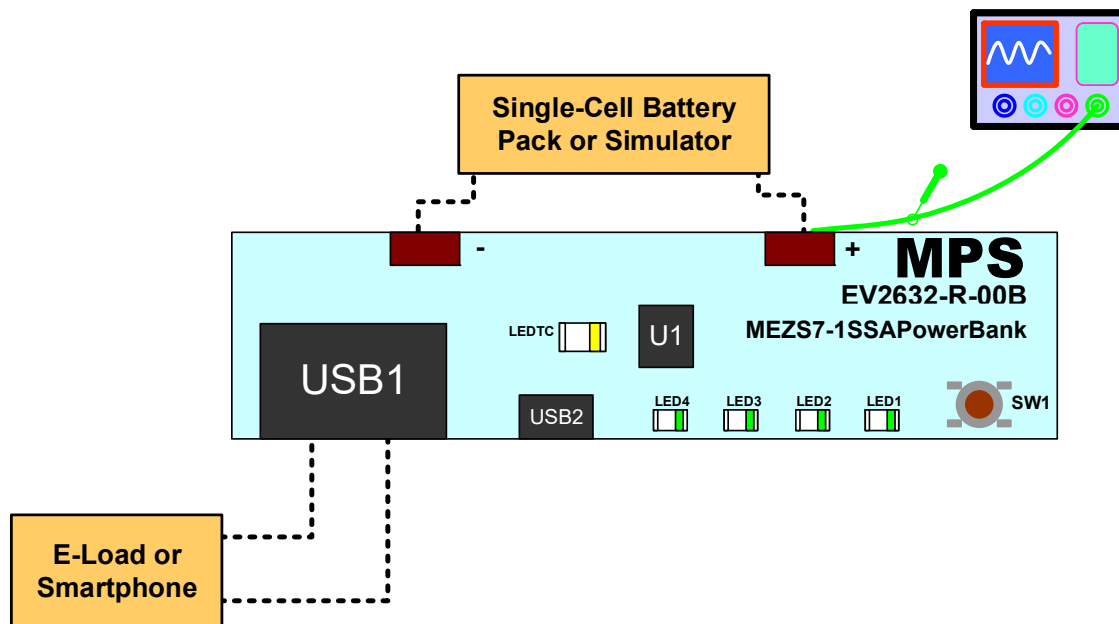 Single-Cell Battery
Pack or Simulator
-
+
MPS
EV2632-R-00B
MEZS7-1SSAPowerBank
LEDTC
U1
USB1
USB2
LED4
LED3
LED2
LED1
SW1
E-Load or
Smartphone